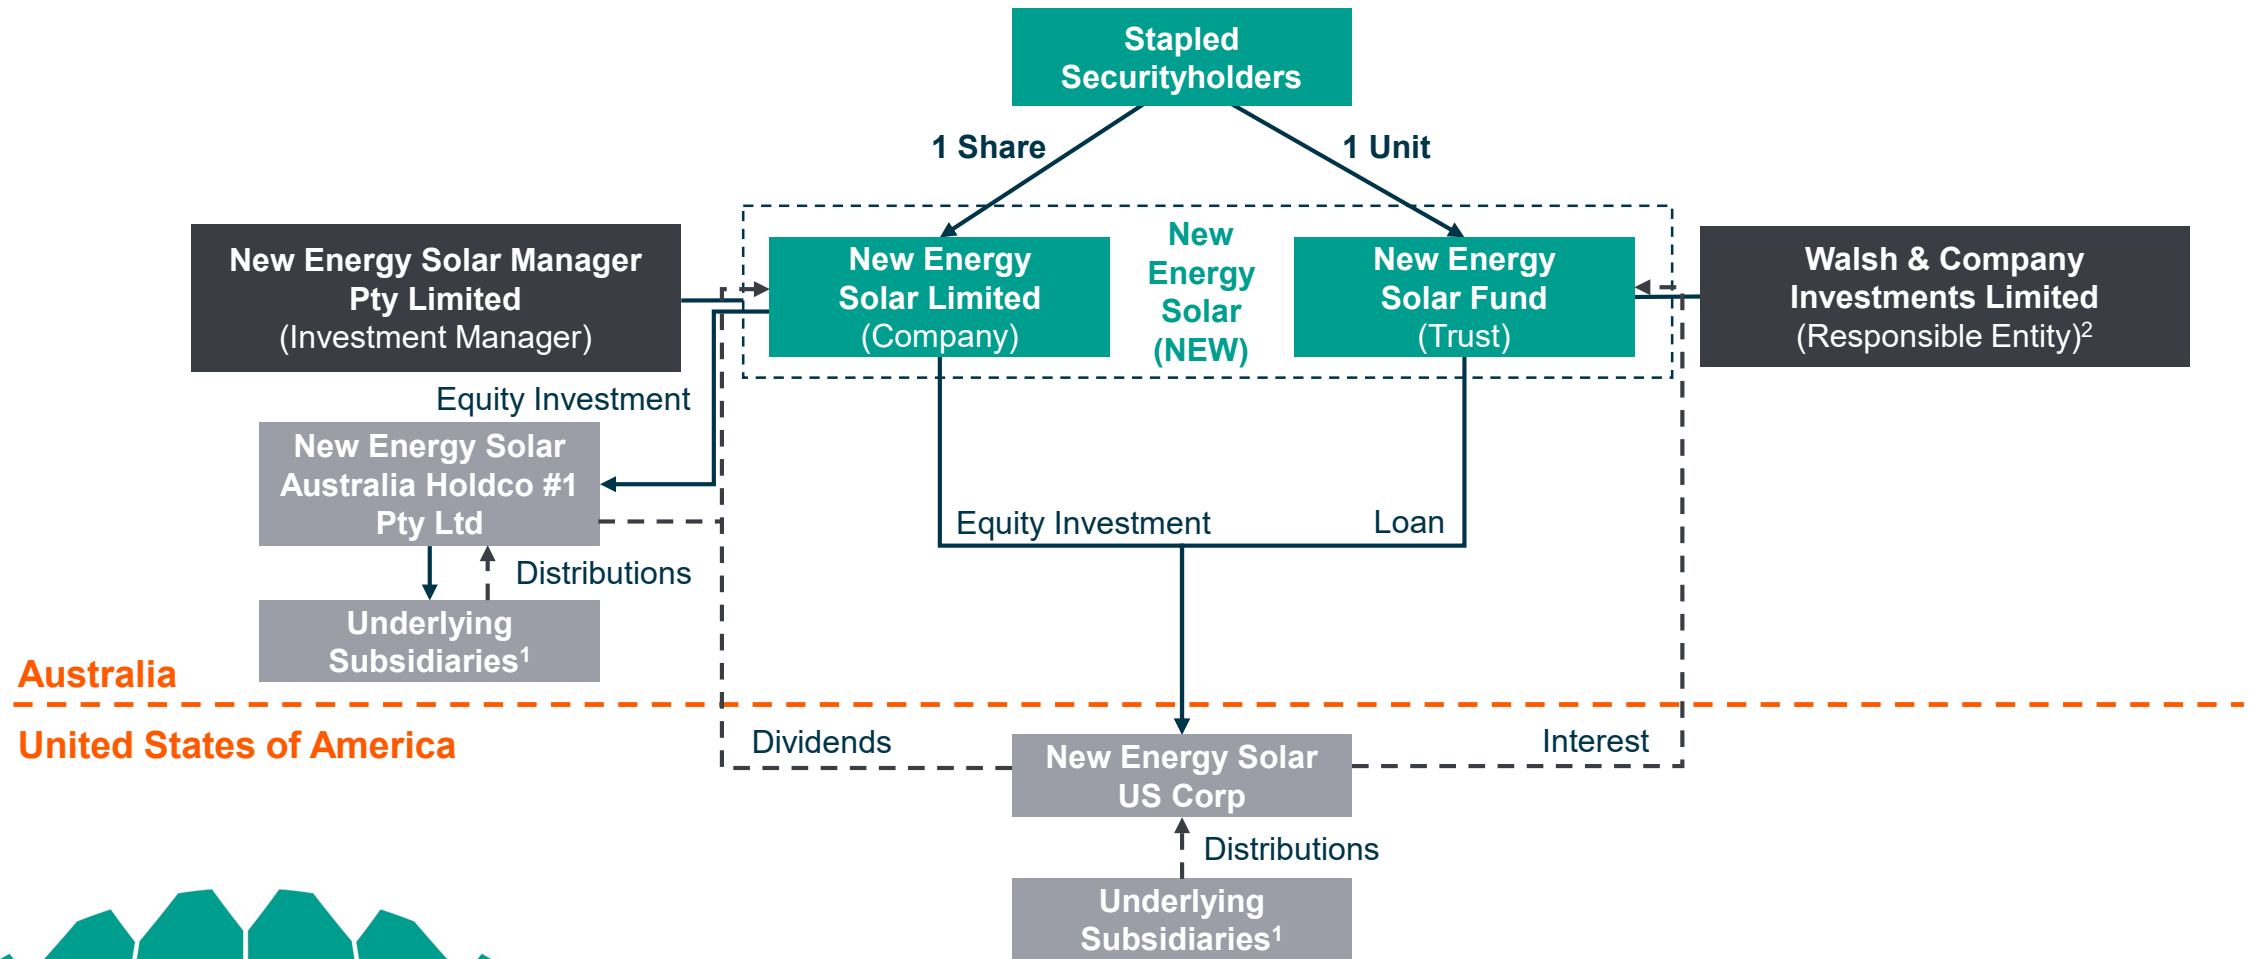 Stapled
Securityholders
1 Share
1 Unit
New Energy Solar Manager
Pty Limited
(Investment Manager)
New Energy
Solar Limited
(Company)
New
Energy
Solar
(NEW)
New Energy
Solar Fund
(Trust)
Walsh & Company
Investments Limited
(Responsible Entity)²
Equity Investment
New Energy Solar
Australia Holdco #1
Pty Ltd
Equity Investment
Loan
Distributions
Underlying
Subsidiaries¹
Australia
United States of America
Dividends
Interest
New Energy Solar
US Corp
Distributions
Underlying
Subsidiaries¹